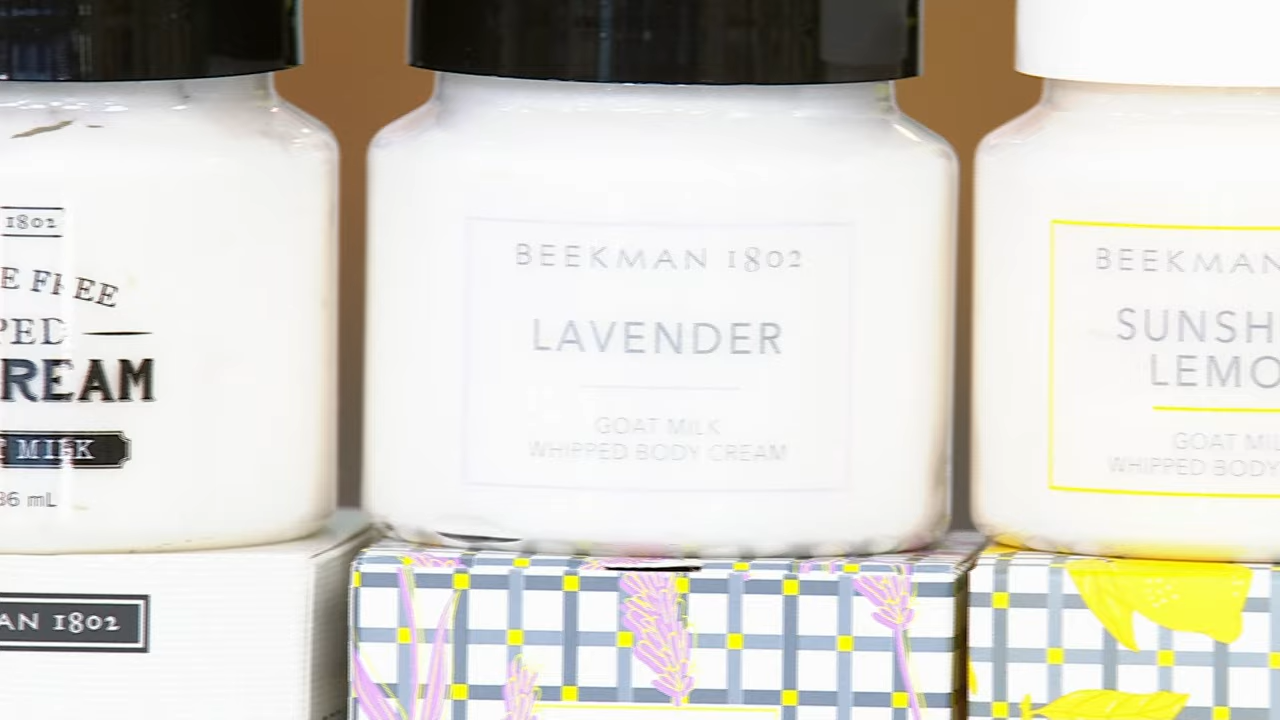 1802
E FREE
PED
REAM
MILK
36 mL
AN 1802
BEEKMAN 1802
LAVENDER
GOAT MILK
WHIPPED BODY CREAM
BEEKMAN
SUNSH
LEMO
GOAT MIL
WHIPPED BODY